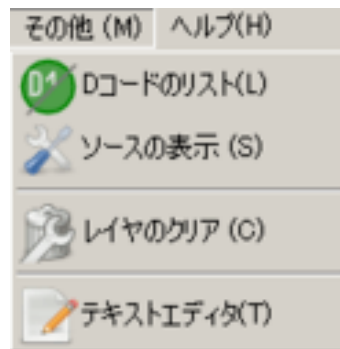 その他 (M) ヘルプ(H)
Dコードのリスト(L)
ソースの表示 (S)
レイヤのクリア (C)
テキストエディタ(T)